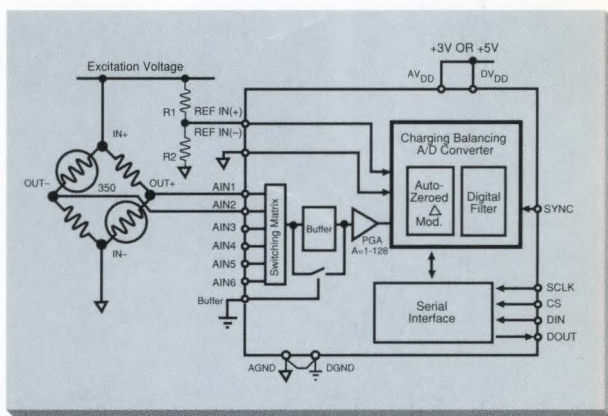 +3V OR +5V
Excitation Voltage
AVDD
DVDD
R1
REF IN(+)
REF IN(–)
R2
IN+
Charging Balancing
A/D Converter
OUT–
350
OUT+
AIN1
AIN2
AIN3
AIN4
AIN5
AIN6
Switching Matrix
Buffer
PGA
A=1-128
Auto-
Zeroed
△
Mod.
Digital
Filter
SYNC
IN–
Buffer
Serial
Interface
SCLK
CS
DIN
DOUT
AGND
DGND